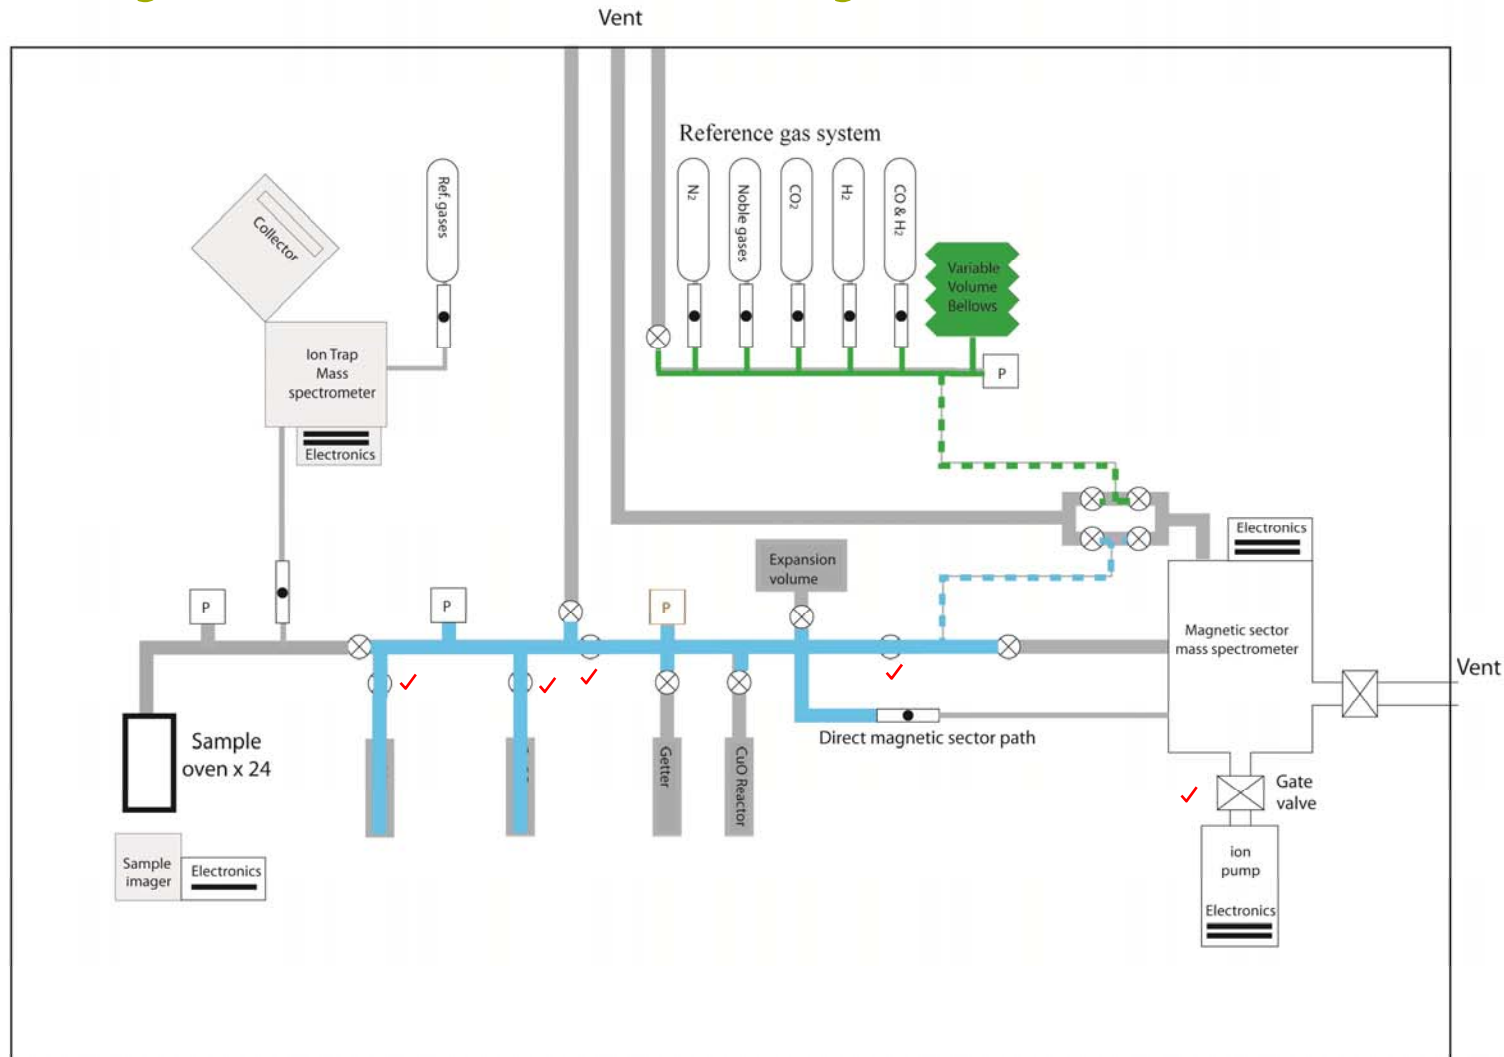 Vent
Reference gas system
Ref. gases
N2
Noble gases
CO2
H2
CO & H2
Collector
Variable
Volume
Bellows
Ion Trap
Mass
spectrometer
P
Electronics
Electronics
Expansion
volume
P
P
P
Magnetic sector
mass spectrometer
Vent
Sample
oven x 24
Direct magnetic sector path
Getter
CuO Reactor
Gate
valve
Sample
imager
Electronics
ion
pump
Electronics